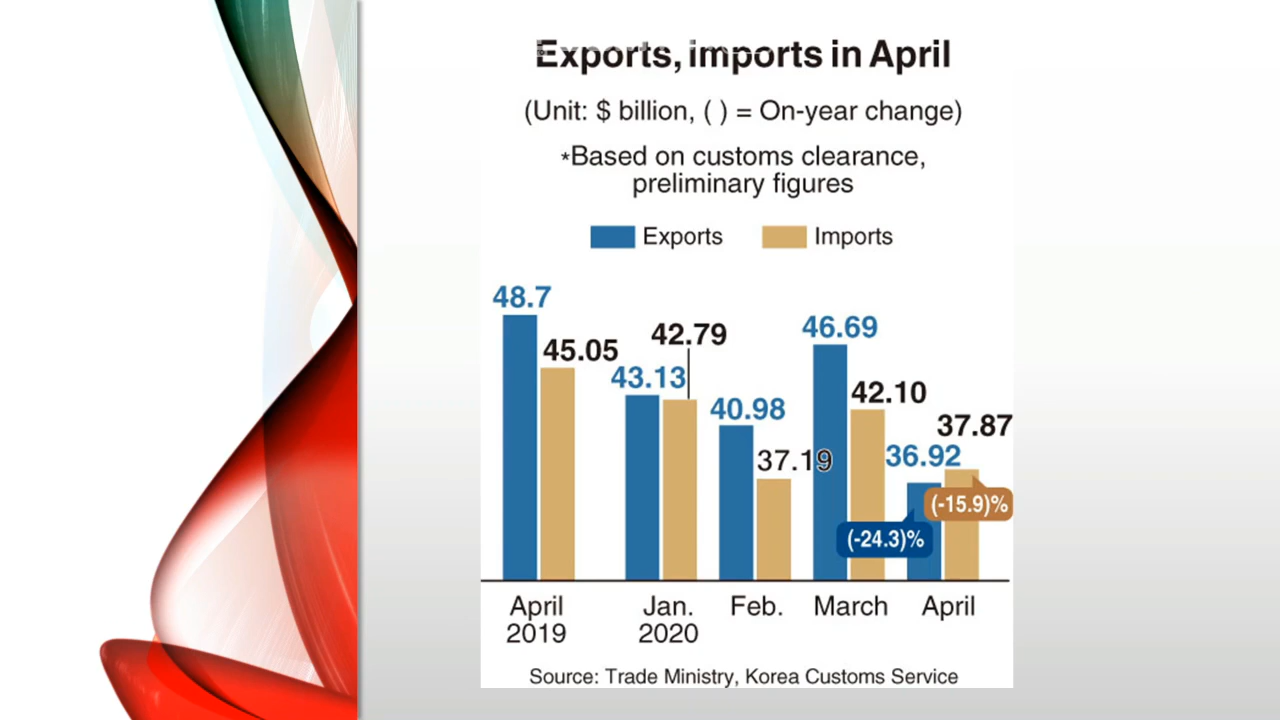 Exports, imports in April
(Unit: $ billion, ( ) = On-year change)
*Based on customs clearance,
preliminary figures
Exports
Imports
48.7
45.05
42.79
43.13
40.98
37.19
46.69
42.10
37.87
36.92
(-15.9)%
(-24.3)%
April
2019
Jan.
2020
Feb.
March
April
Source: Trade Ministry, Korea Customs Service